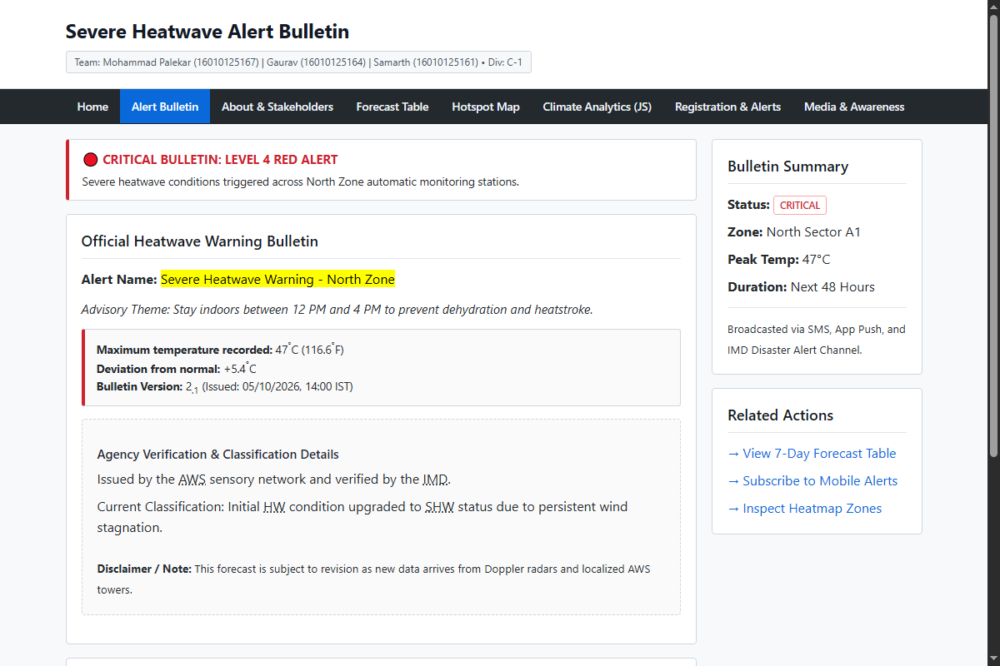 Severe Heatwave Alert Bulletin
Team: Mohammad Palekar (16010125167) | Gaurav (16010125164) | Samarth (16010125161) • Div: C-1
Home
Alert Bulletin
About & Stakeholders
Forecast Table
Hotspot Map
Climate Analytics (JS)
Registration & Alerts
Media & Awareness
🔴 CRITICAL BULLETIN: LEVEL 4 RED ALERT
Severe heatwave conditions triggered across North Zone automatic monitoring stations.
Official Heatwave Warning Bulletin
Alert Name: Severe Heatwave Warning - North Zone
Advisory Theme: Stay indoors between 12 PM and 4 PM to prevent dehydration and heatstroke.
Maximum temperature recorded: 47°C (116.6°F)
Deviation from normal: +5.4°C
Bulletin Version: 2.1 (Issued: 05/10/2026, 14:00 IST)
Agency Verification & Classification Details
Issued by the AWS sensory network and verified by the IMD.
Current Classification: Initial HW condition upgraded to SHW status due to persistent wind
stagnation.
Disclaimer / Note: This forecast is subject to revision as new data arrives from Doppler radars and localized AWS
towers.
Bulletin Summary
Status: CRITICAL
Zone: North Sector A1
Peak Temp: 47°C
Duration: Next 48 Hours
Broadcasted via SMS, App Push, and
IMD Disaster Alert Channel.
Related Actions
→ View 7-Day Forecast Table
→ Subscribe to Mobile Alerts
→ Inspect Heatmap Zones